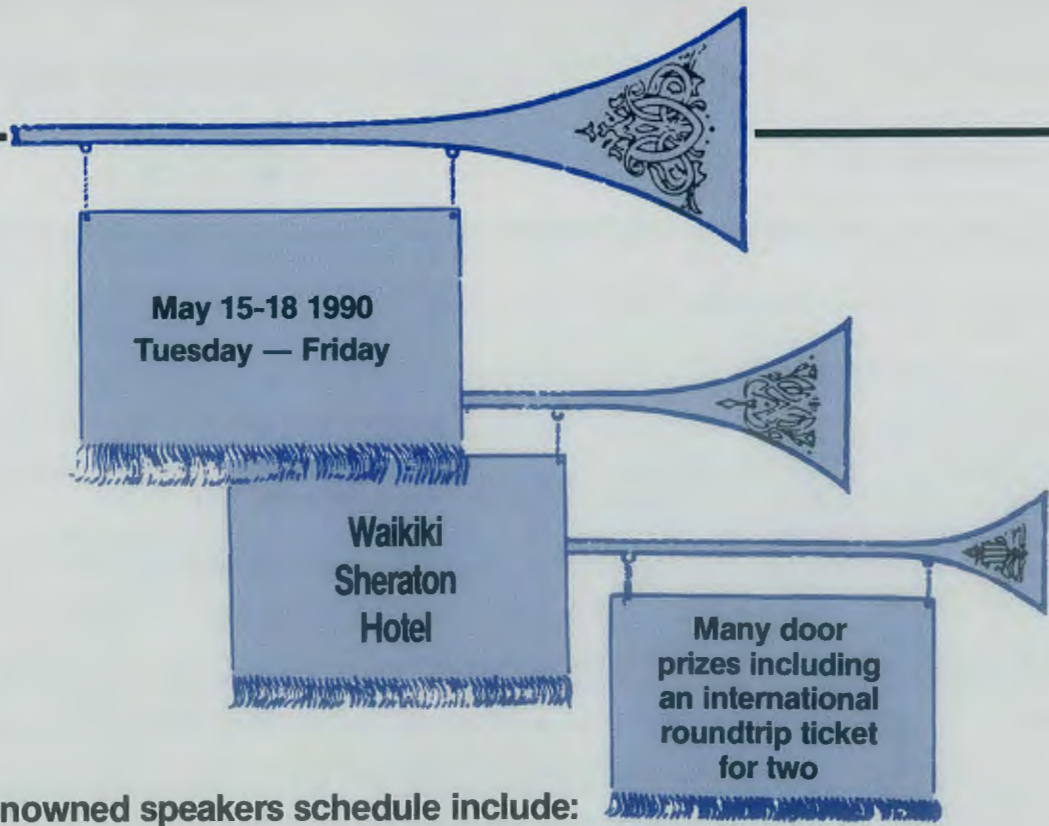 May 15-18 1990
Tuesday — Friday
Waikiki
Sheraton
Hotel
Many door
prizes including
an international
roundtrip ticket
for two
nowned speakers schedule include: